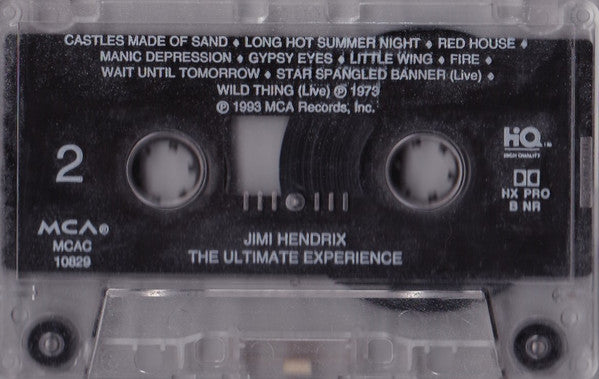 CASTLES MADE OF SAND ♦ LONG HOT SUMMER NIGHT ♦ RED HOUSE ♦
MANIC DEPRESSION ♦ GYPSY EYES ♦ LITTLE WING ♦ FIRE ♦
WAIT UNTIL TOMORROW ♦ STAR SPANGLED BANNER (Live) ♦
WILD THING (Live) ℗ 1973
℗ 1993 MCA Records, Inc.
2
HiQ
HIGH QUALITY
HX PRO
B NR
MCA®
MCAC
10829
JIMI HENDRIX
THE ULTIMATE EXPERIENCE